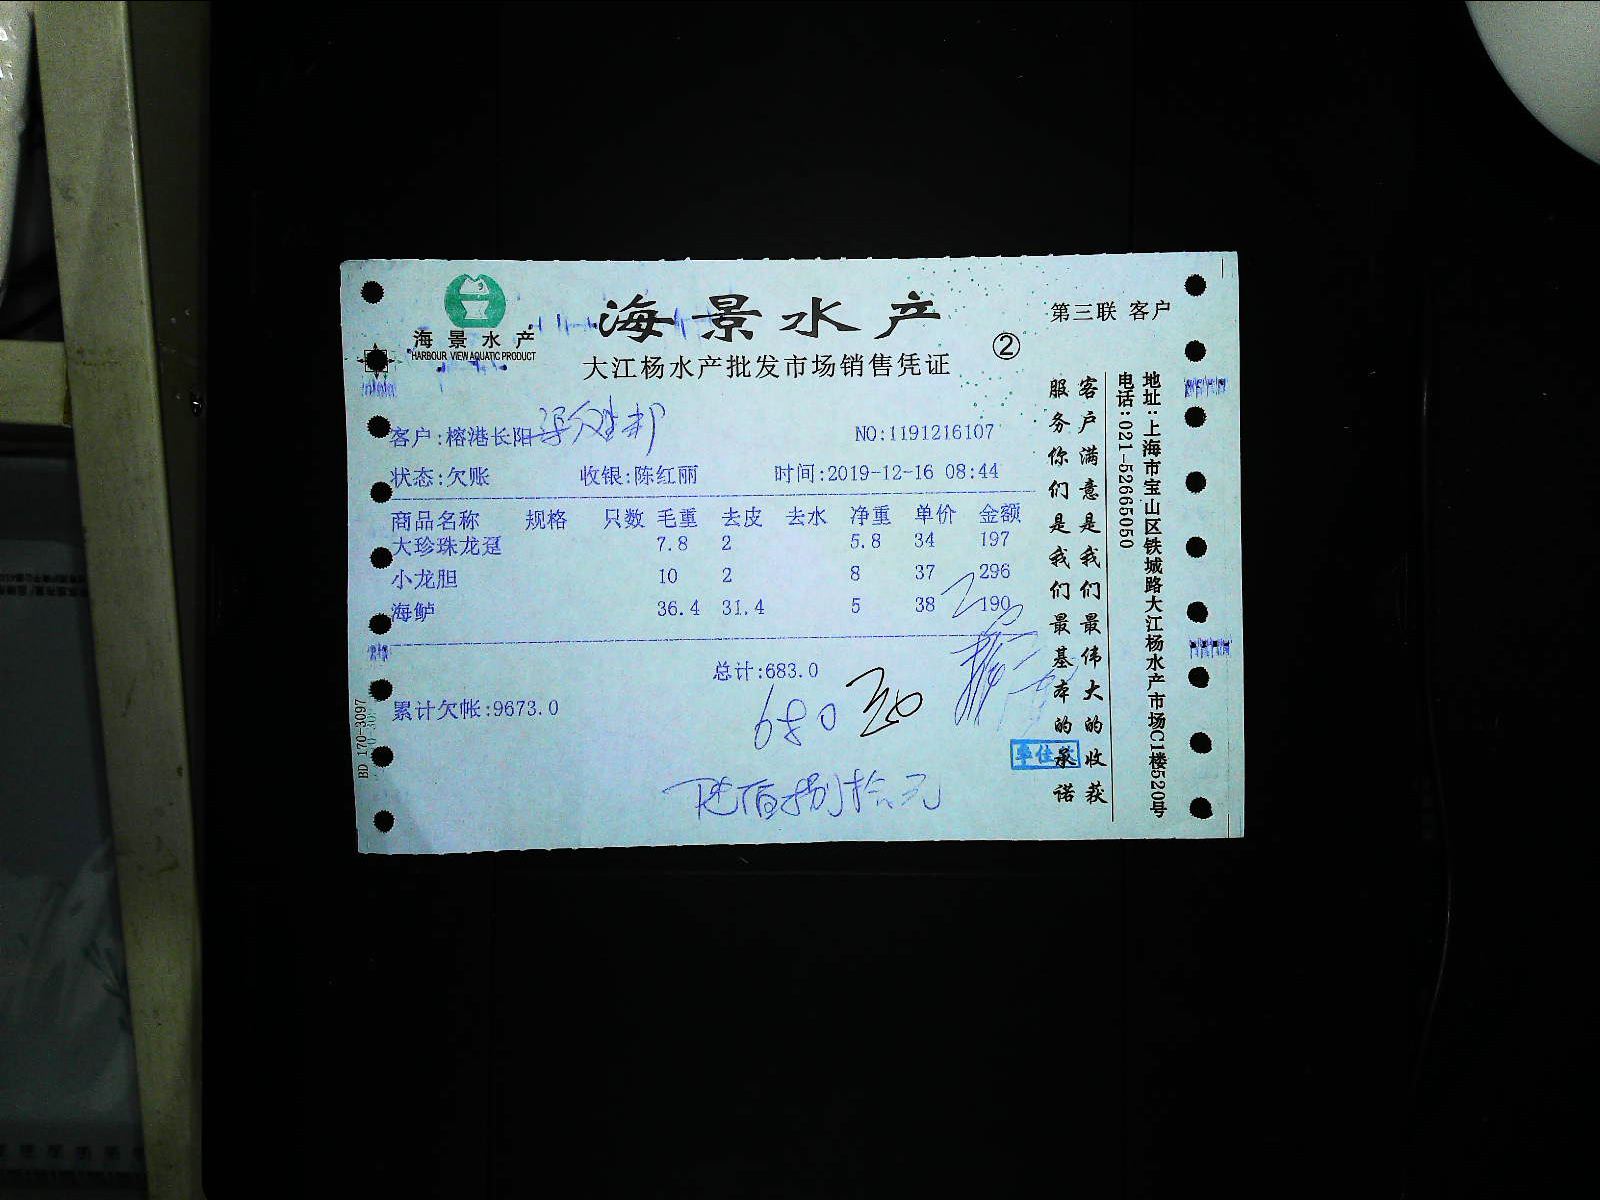 海景水产
HARBOUR VIEW AQUATIC PRODUCT
海景水产
大江杨水产批发市场销售凭证
②
第三联 客户
客户:榕港长阳
NO:1191216107
状态:欠账 收银:陈红丽 时间:2019-12-16 08:44
商品名称 规格 只数 毛重 去皮 去水 净重 单价 金额
大珍珠龙趸 7.8 2 5.8 34 197
小龙胆 10 2 8 37 296
海鲈 36.4 31.4 5 38 190
总计:683.0
累计欠帐:9673.0
680
陆佰捌拾元
BD 170-3097
客户满意是我们最伟大的收获
服务你们是我们最基本的承诺
地址:上海市宝山区铁城路大江杨水产市场C1楼520号
电话:021-52665050